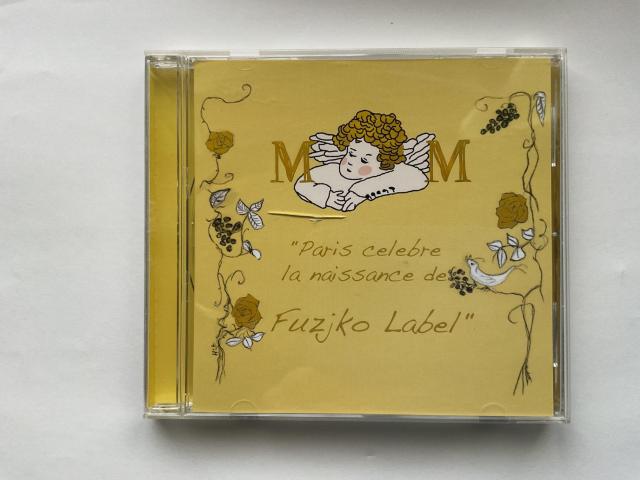 M M
"Paris celebre
la naissance de
Fuzjko Label"